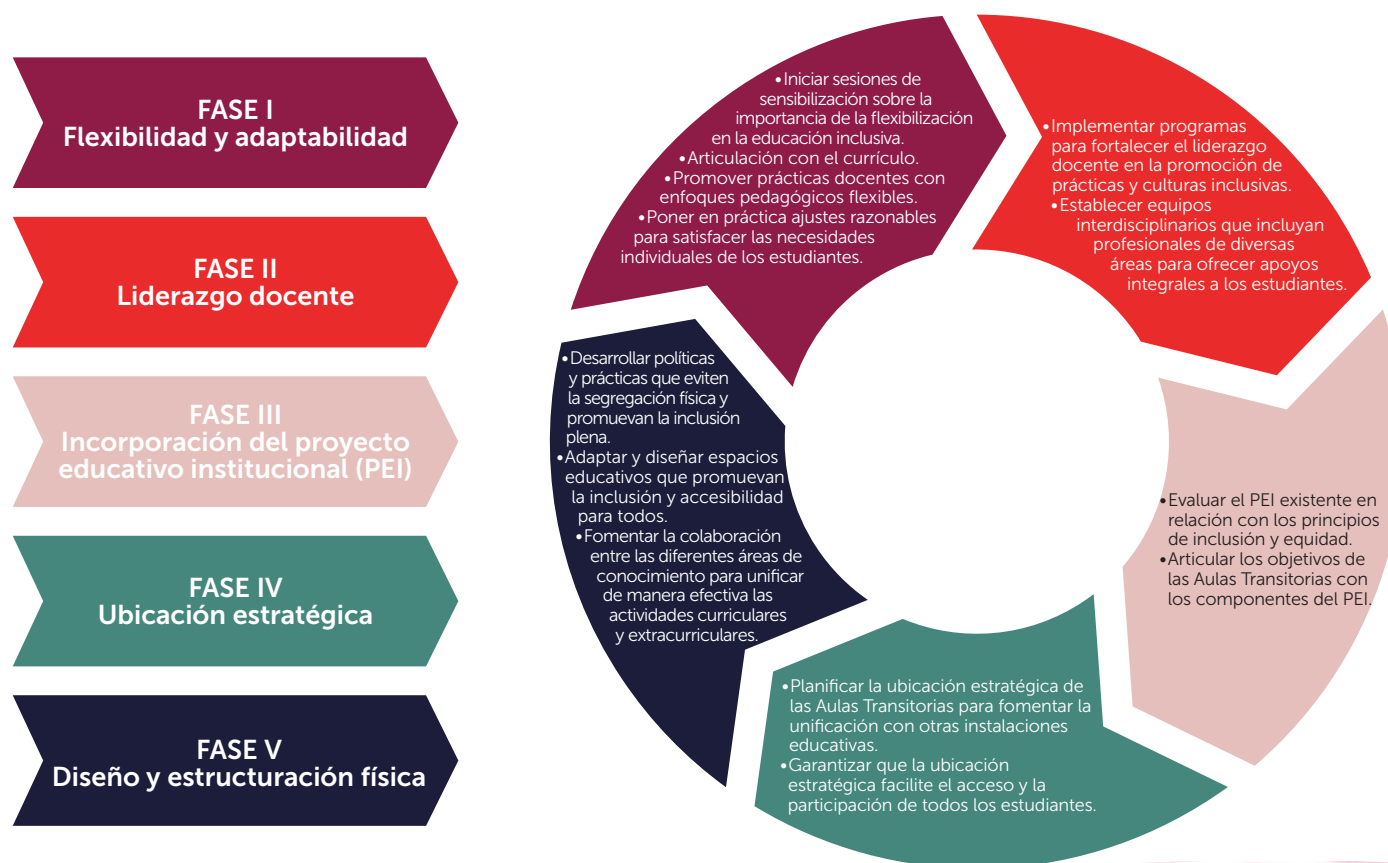 FASE I
Flexibilidad y adaptabilidad
FASE II
Liderazgo docente
FASE III
Incorporación del proyecto
educativo institucional (PEI)
FASE IV
Ubicación estratégica
FASE V
Diseño y estructuración física
•Iniciar sesiones de
sensibilización sobre la
importancia de la flexibilización
en la educación inclusiva.
•Articulación con el currículo.
•Promover prácticas docentes con
enfoques pedagógicos flexibles.
•Poner en práctica ajustes razonables
para satisfacer las necesidades
individuales de los estudiantes.
•Implementar programas
para fortalecer el liderazgo
docente en la promoción de
prácticas y culturas inclusivas.
•Establecer equipos
interdisciplinarios que incluyan
profesionales de diversas
áreas para ofrecer apoyos
integrales a los estudiantes.
•Evaluar el PEI existente en
relación con los principios
de inclusión y equidad.
•Articular los objetivos de
las Aulas Transitorias con
los componentes del PEI.
•Planificar la ubicación estratégica de
las Aulas Transitorias para fomentar la
unificación con otras instalaciones
educativas.
•Garantizar que la ubicación
estratégica facilite el acceso y la
participación de todos los estudiantes.
•Desarrollar políticas
y prácticas que eviten
la segregación física y
promuevan la inclusión
plena.
•Adaptar y diseñar espacios
educativos que promuevan
la inclusión y accesibilidad
para todos.
•Fomentar la colaboración
entre las diferentes áreas de
conocimiento para unificar
de manera efectiva las
actividades curriculares
y extracurriculares.